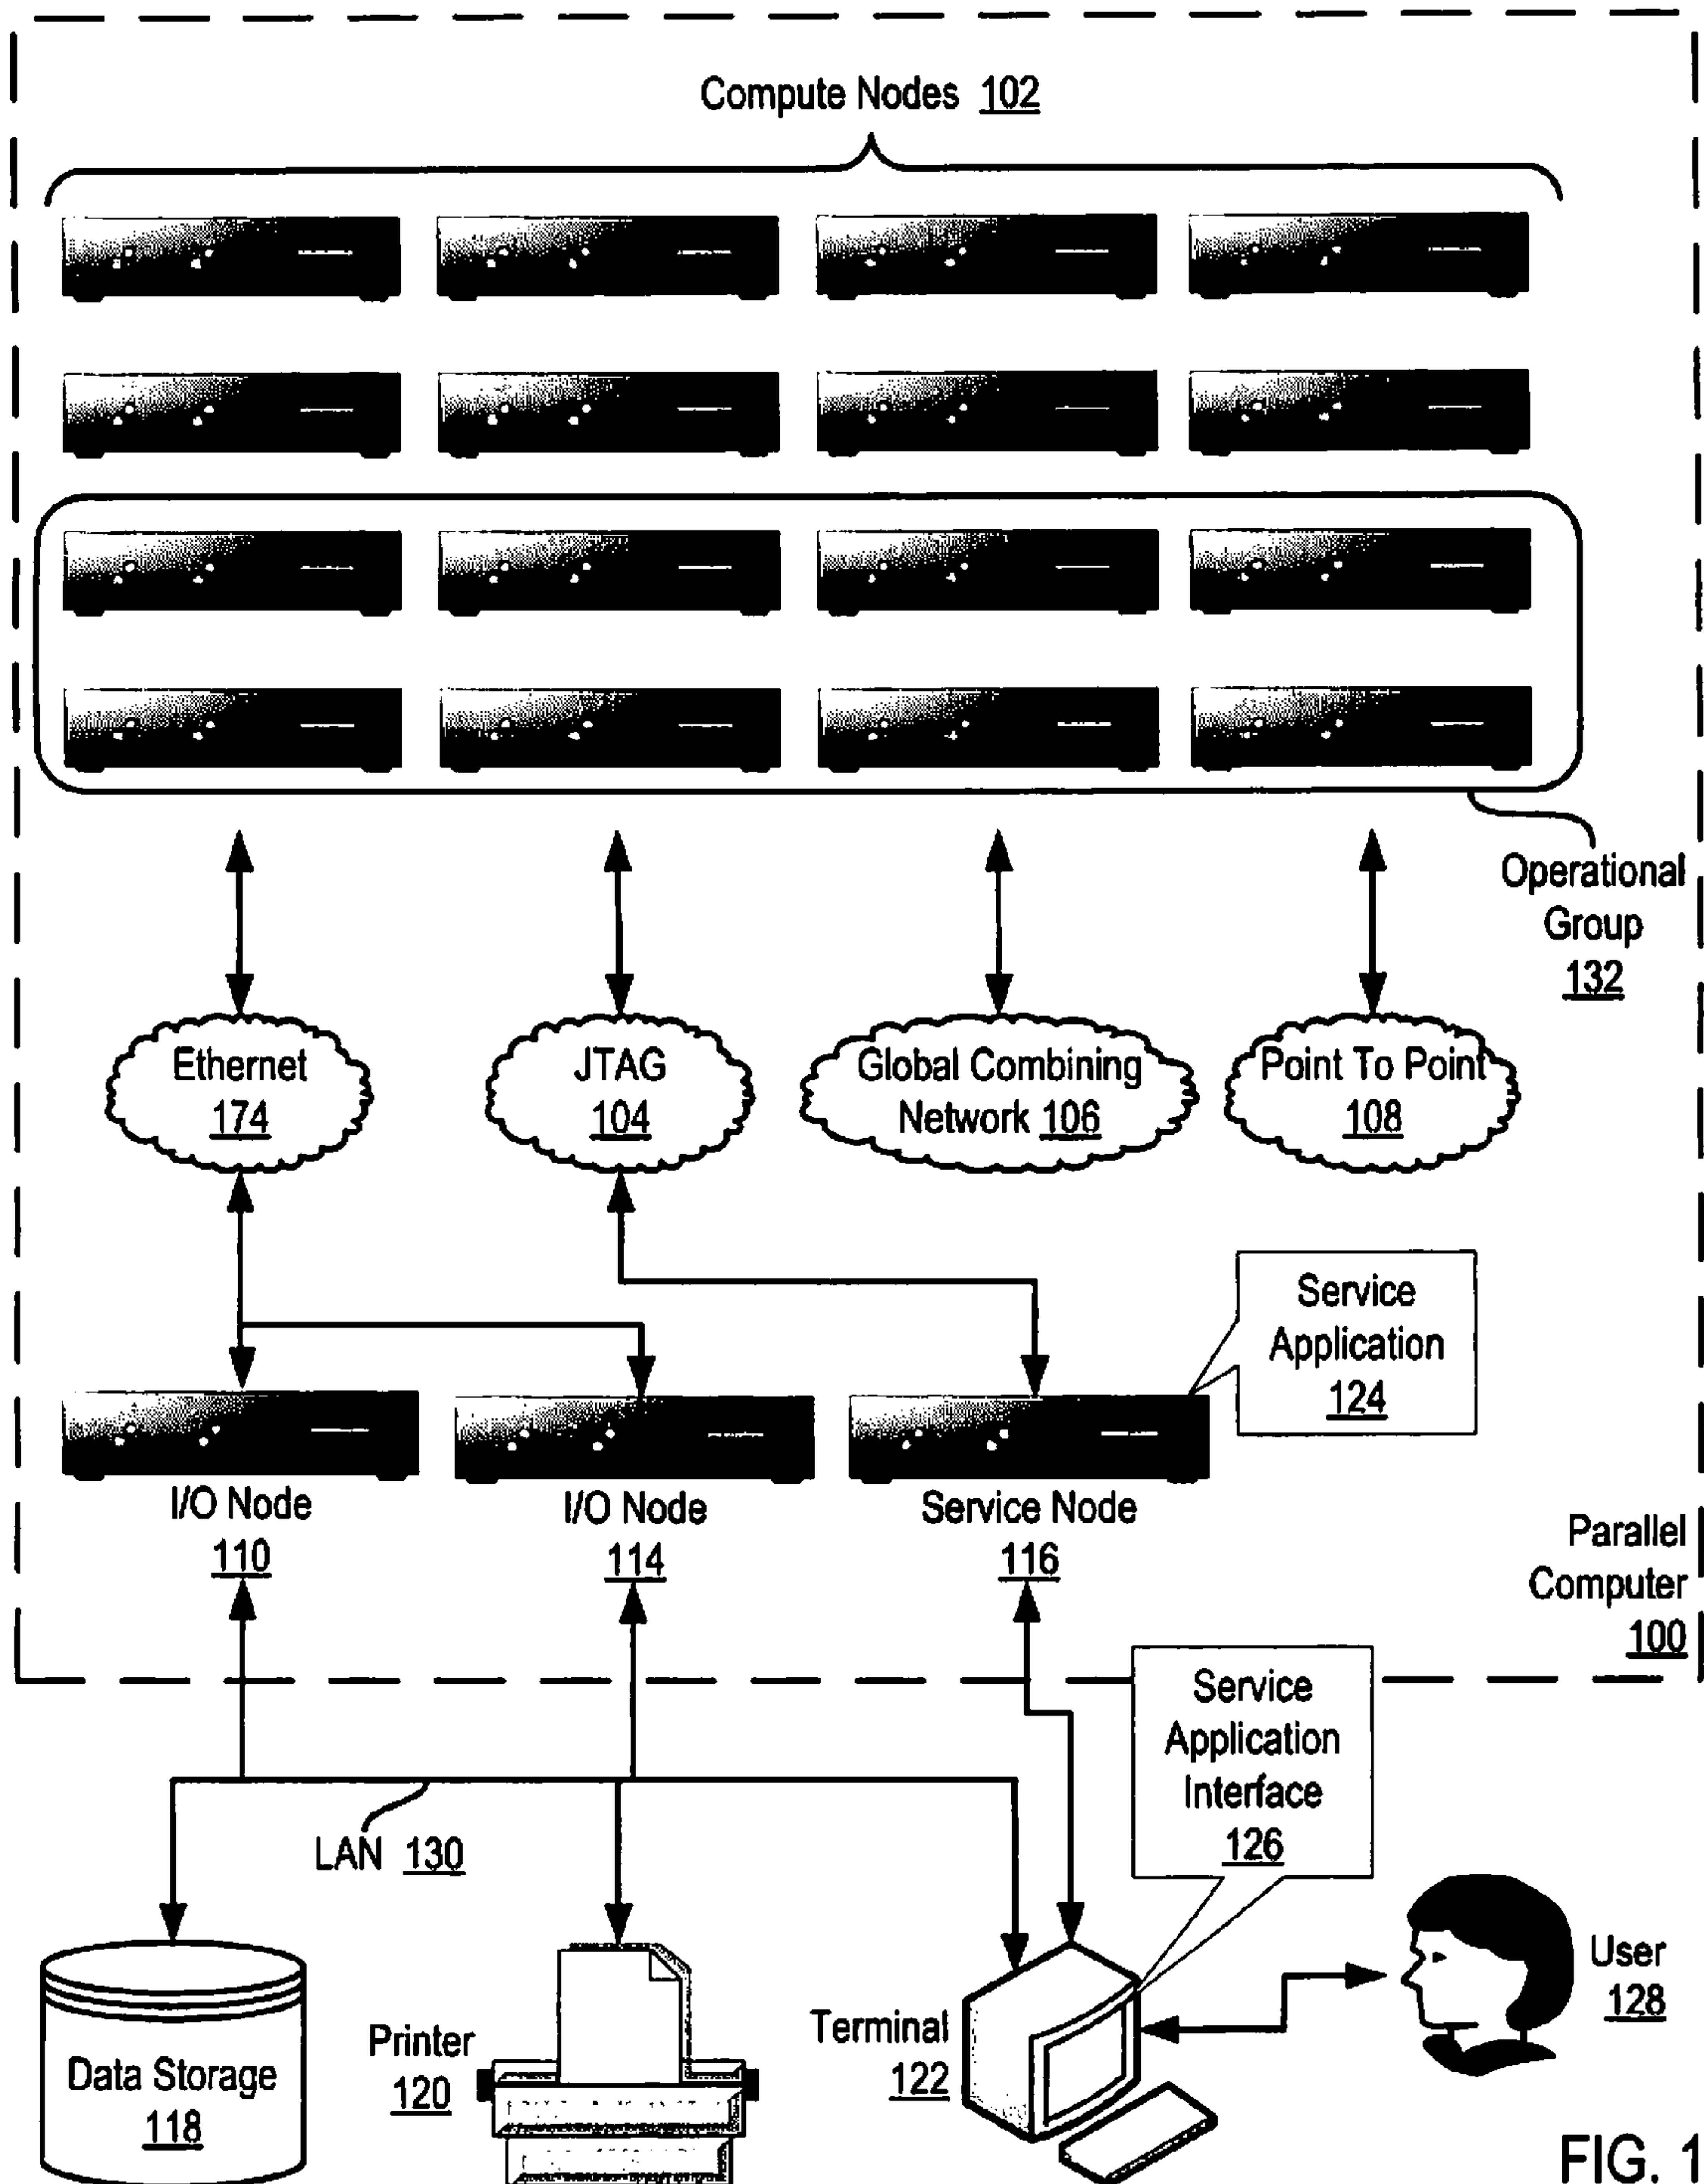 Compute Nodes 102
Operational
Group
132
Ethernet
174
JTAG
104
Global Combining
Network 106
Point To Point
108
Service
Application
124
I/O Node
110
I/O Node
114
Service Node
116
Parallel
Computer
100
Service
Application
Interface
126
LAN 130
Data Storage
118
Printer
120
Terminal
122
User
128
FIG. 1